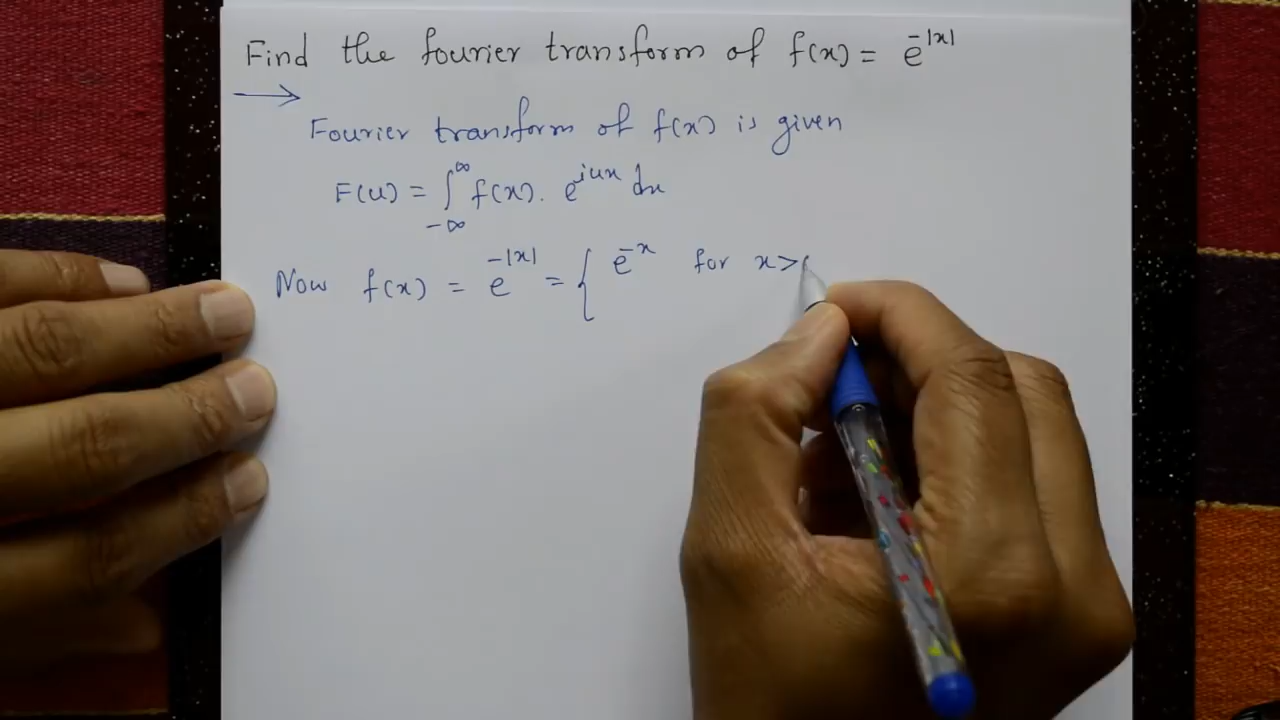 Find the fourier transform of f(x) = e^-|x|
Fourier transform of f(x) is given
F(u) = ∫_-∞^∞ f(x). e^iux dx
Now f(x) = e^-|x| = { e^-x for x>